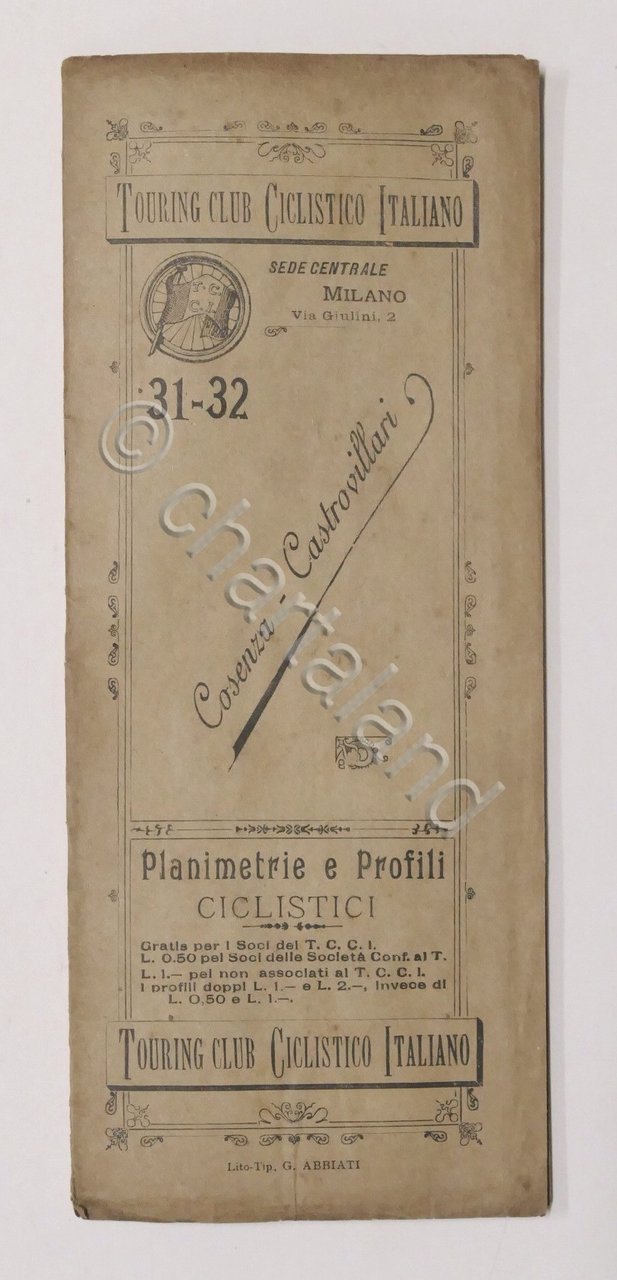 TOURING CLUB CICLISTICO ITALIANO
T.C.
C.I.
SEDE CENTRALE
MILANO
Via Giulini, 2
31-32
Cosenza - Castrovillari
Planimetrie e Profili
CICLISTICI
Gratis per i Soci del T. C. C. I.
L. 0.50 pei Soci delle Società Conf. al T.
L. 1.— pei non associati al T. C. C. I.
I profili doppi L. 1.— e L. 2.—, invece di
L. 0,50 e L. 1.—.
TOURING CLUB CICLISTICO ITALIANO
Lito-Tip. G. ABBIATI
© chartaland